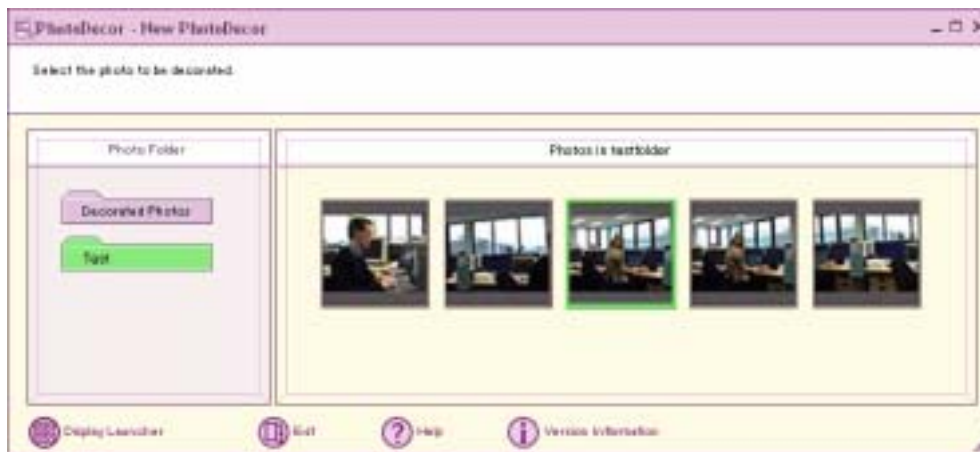 PhotoDecor - New PhotoDecor
Select the photo to be decorated.
Photo Folder
Photos in testfolder
Decorated Photos
Test
Display Launcher
Exit
Help
Version Information